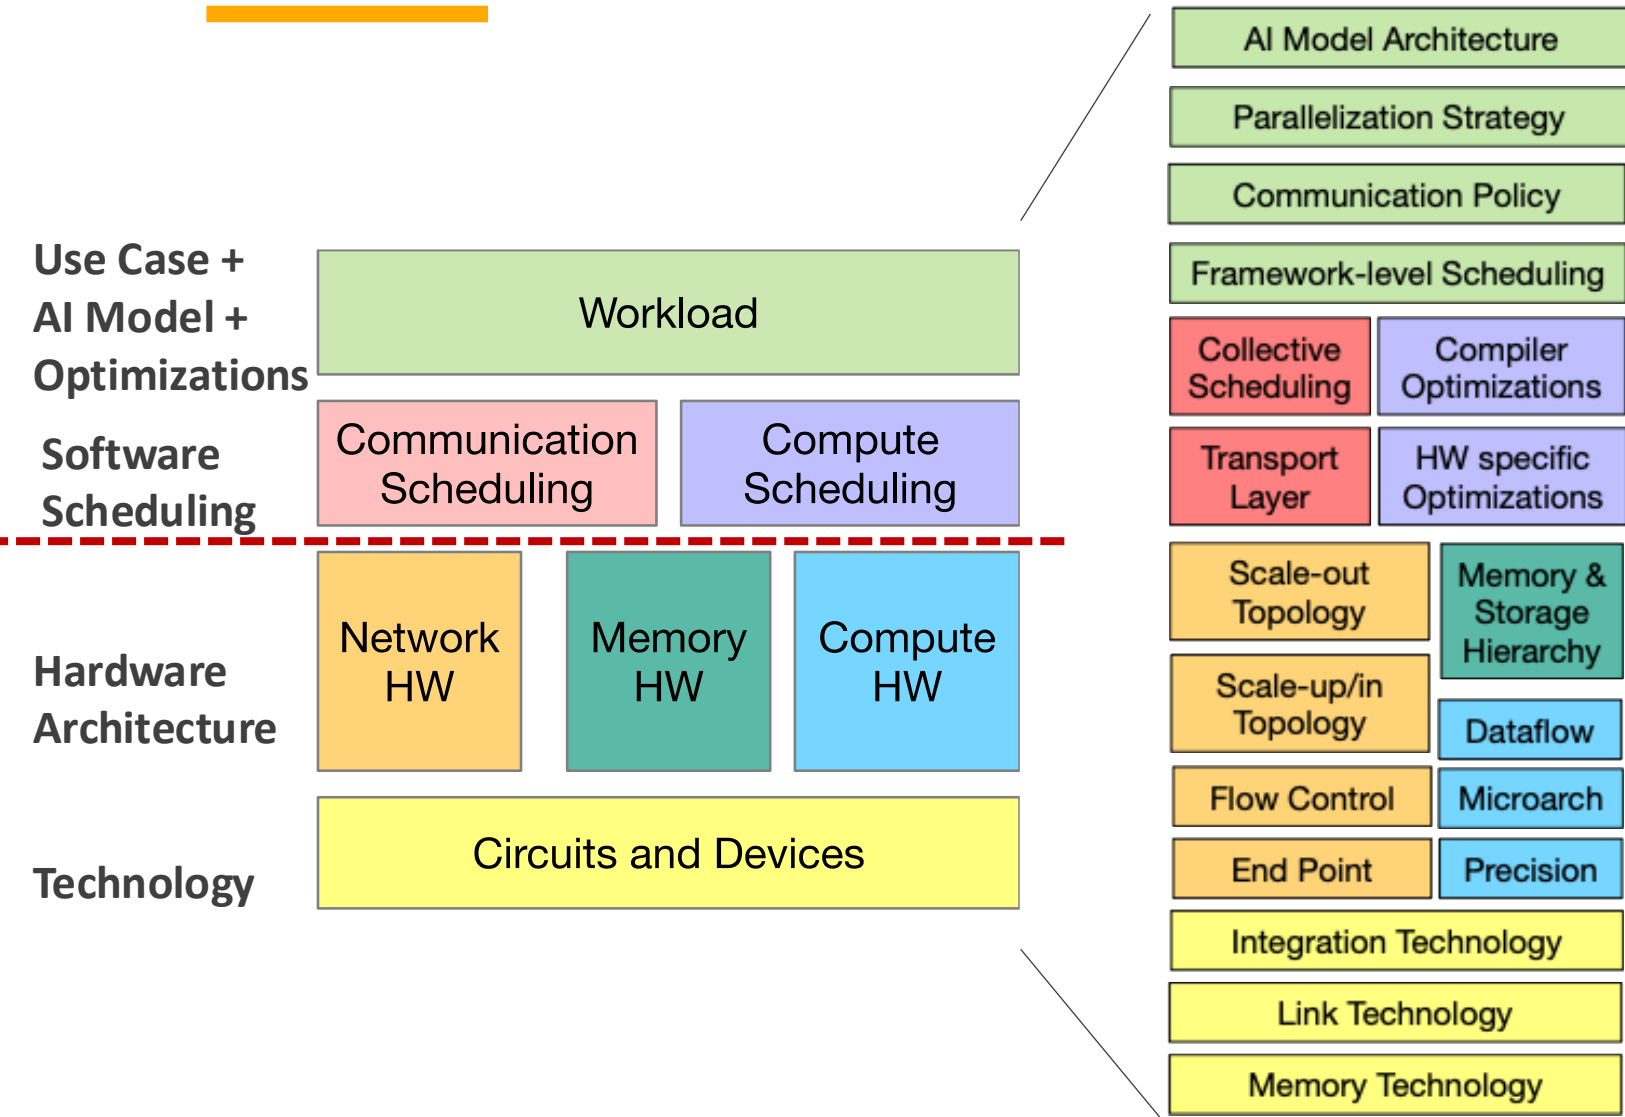 Use Case +
AI Model +
Optimizations
Workload
Software
Scheduling
Communication
Scheduling
Compute
Scheduling
Hardware
Architecture
Network
HW
Memory
HW
Compute
HW
Technology
Circuits and Devices
AI Model Architecture
Parallelization Strategy
Communication Policy
Framework-level Scheduling
Collective
Scheduling
Compiler
Optimizations
Transport
Layer
HW specific
Optimizations
Scale-out
Topology
Memory &
Storage
Hierarchy
Scale-up/in
Topology
Dataflow
Flow Control
Microarch
End Point
Precision
Integration Technology
Link Technology
Memory Technology